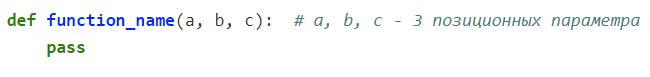 def function_name(a, b, c):  # a, b, c - 3 позиционных параметра
    pass